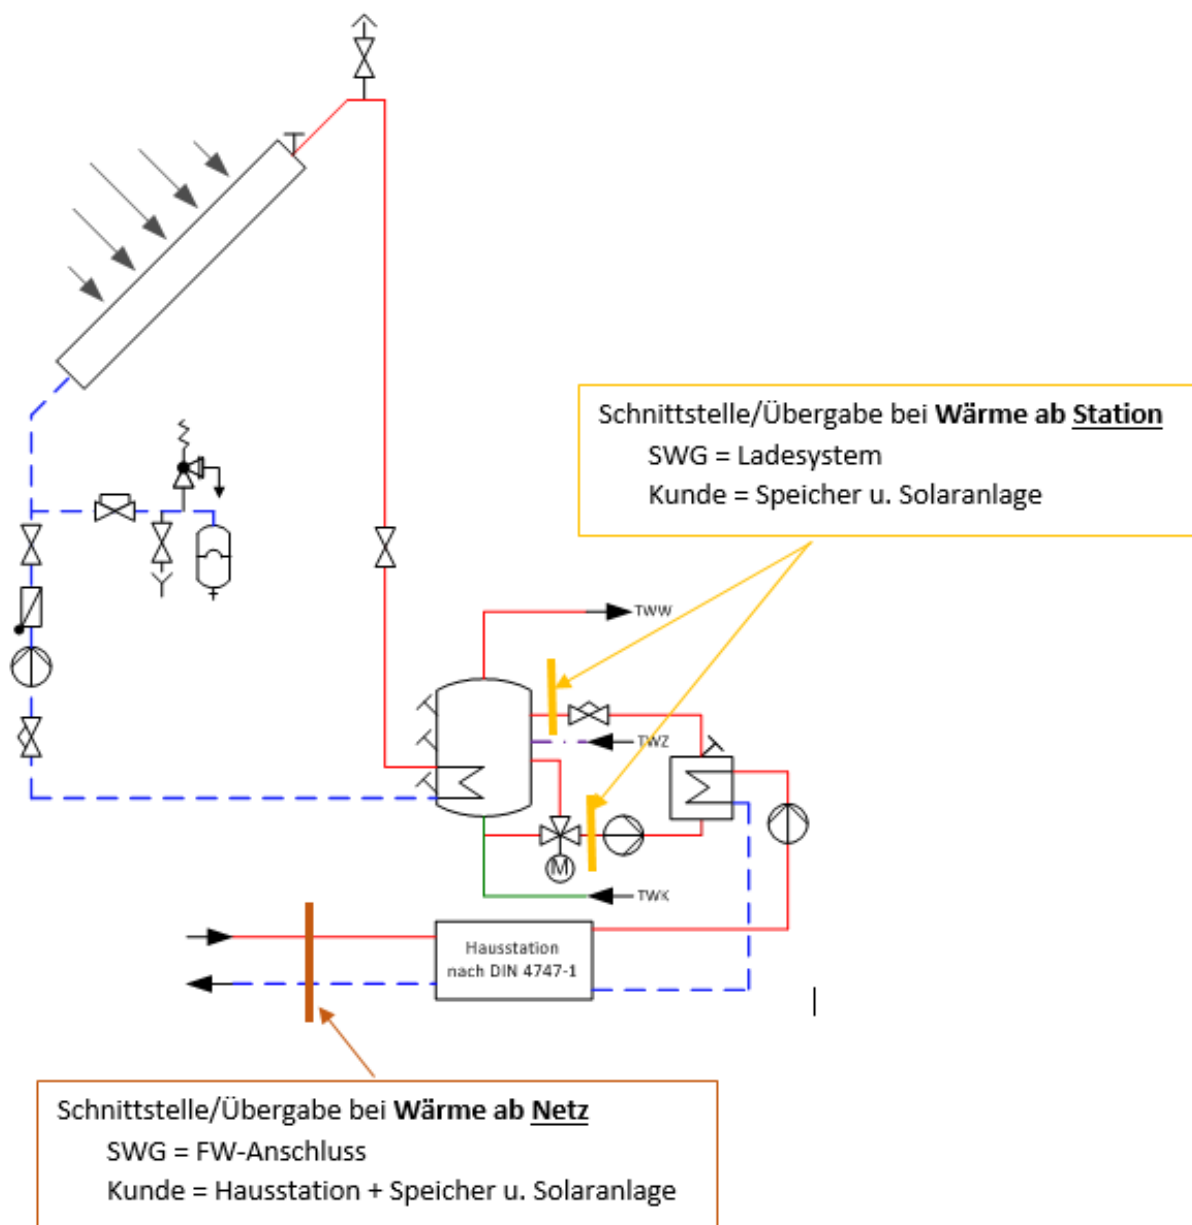 Schnittstelle/Übergabe bei Wärme ab Station
SWG = Ladesystem
Kunde = Speicher u. Solaranlage
TWW
TWZ
M
TWK
Hausstation
nach DIN 4747-1
Schnittstelle/Übergabe bei Wärme ab Netz
SWG = FW-Anschluss
Kunde = Hausstation + Speicher u. Solaranlage